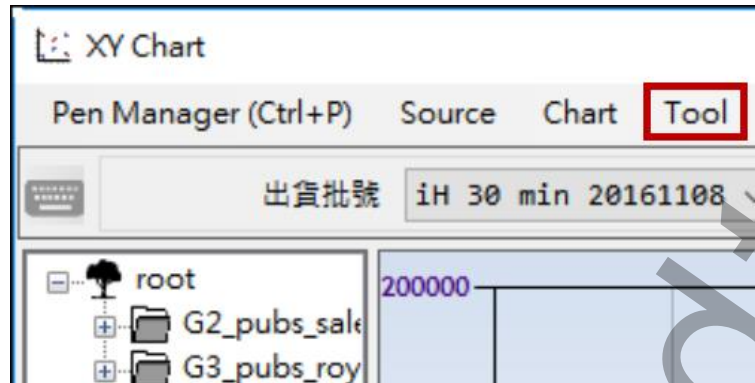 XY Chart
Pen Manager (Ctrl+P) Source Chart Tool
出貨批號 iH 30 min 20161108
root
G2_pubs_sale
G3_pubs_roy
200000